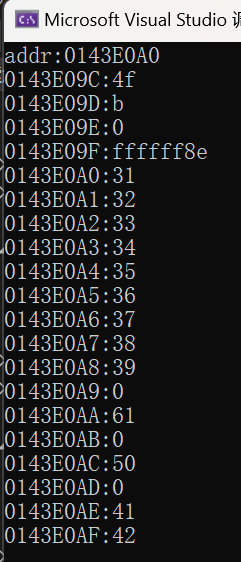 Microsoft Visual Studio 调
addr:0143E0A0
0143E09C:4f
0143E09D:b
0143E09E:0
0143E09F:ffffff8e
0143E0A0:31
0143E0A1:32
0143E0A2:33
0143E0A3:34
0143E0A4:35
0143E0A5:36
0143E0A6:37
0143E0A7:38
0143E0A8:39
0143E0A9:0
0143E0AA:61
0143E0AB:0
0143E0AC:50
0143E0AD:0
0143E0AE:41
0143E0AF:42